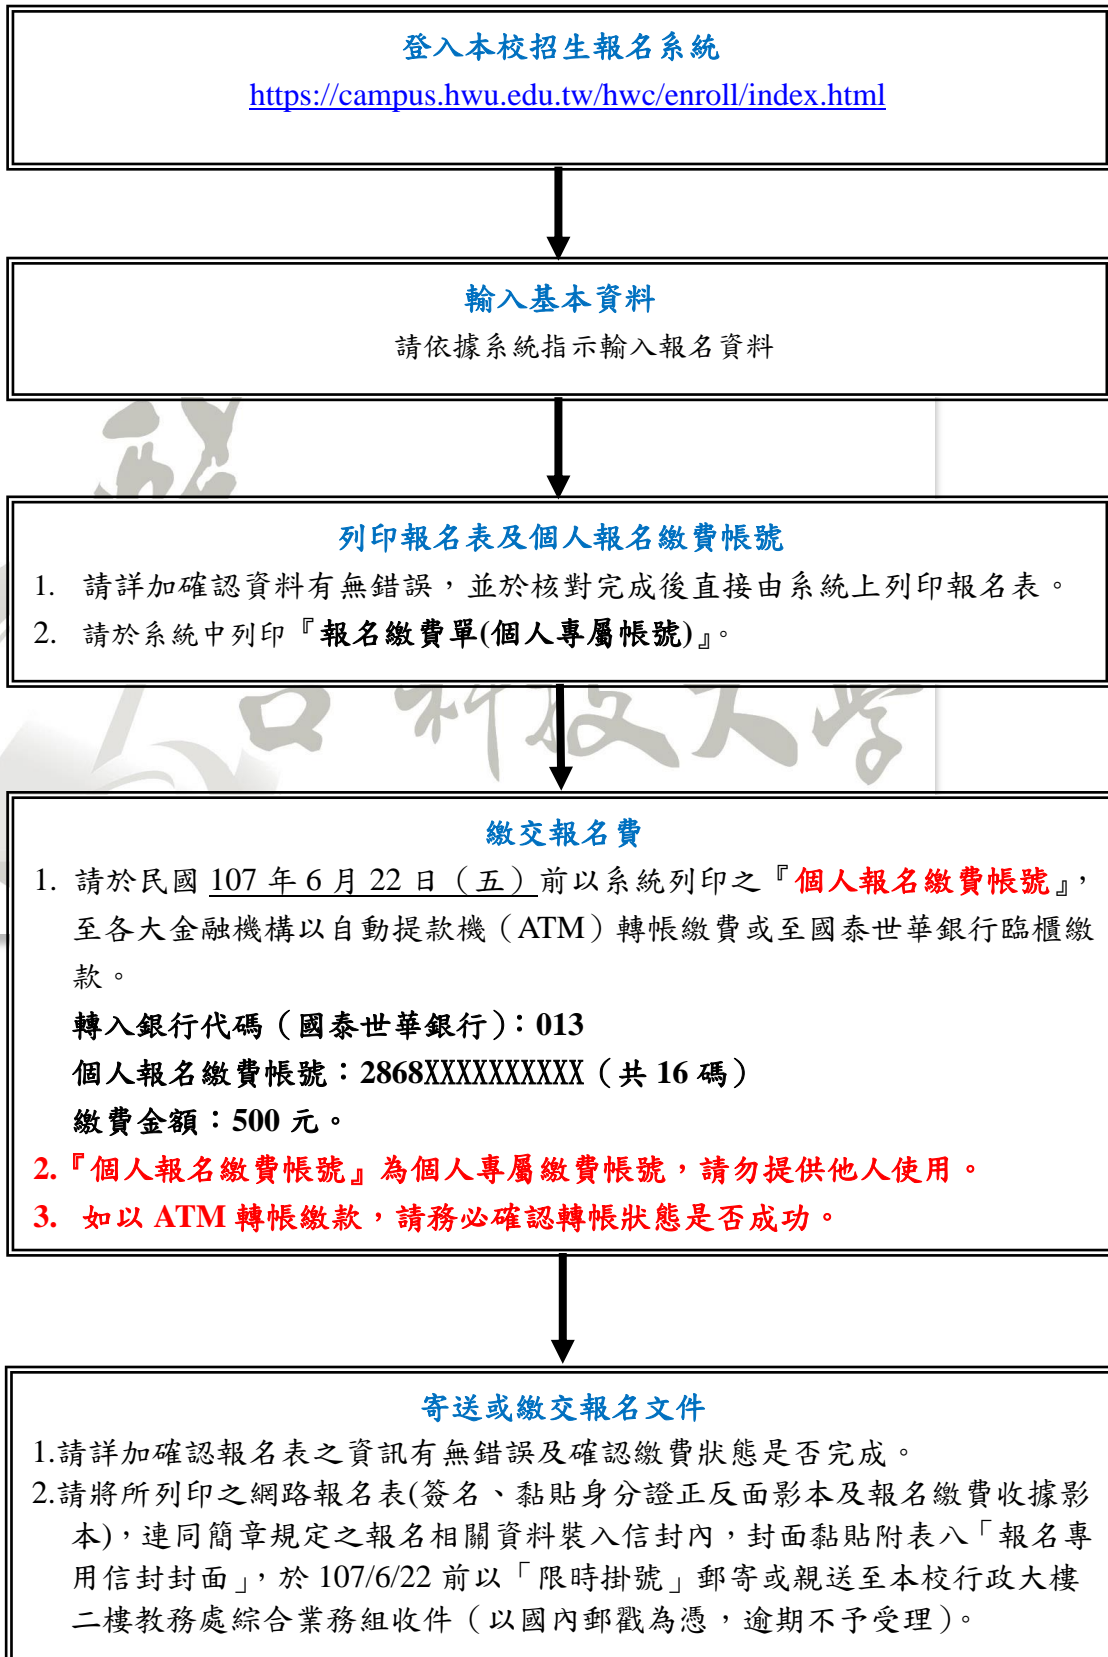 登入本校招生報名系統
https://campus.hwu.edu.tw/hwc/enroll/index.html
輸入基本資料
請依據系統指示輸入報名資料
列印報名表及個人報名繳費帳號
1. 請詳加確認資料有無錯誤，並於核對完成後直接由系統上列印報名表。
2. 請於系統中列印『報名繳費單(個人專屬帳號)』。
科技大學
繳交報名費
1. 請於民國 107 年 6 月 22 日（五）前以系統列印之『個人報名繳費帳號』，
至各大金融機構以自動提款機（ATM）轉帳繳費或至國泰世華銀行臨櫃繳
款。
轉入銀行代碼（國泰世華銀行）：013
個人報名繳費帳號：2868XXXXXXXXXX（共 16 碼）
繳費金額：500 元。
2.『個人報名繳費帳號』為個人專屬繳費帳號，請勿提供他人使用。
3. 如以 ATM 轉帳繳款，請務必確認轉帳狀態是否成功。
寄送或繳交報名文件
1.請詳加確認報名表之資訊有無錯誤及確認繳費狀態是否完成。
2.請將所列印之網路報名表(簽名、黏貼身分證正反面影本及報名繳費收據影
本)，連同簡章規定之報名相關資料裝入信封內，封面黏貼附表八「報名專
用信封封面」，於 107/6/22 前以「限時掛號」郵寄或親送至本校行政大樓
二樓教務處綜合業務組收件（以國內郵戳為憑，逾期不予受理）。